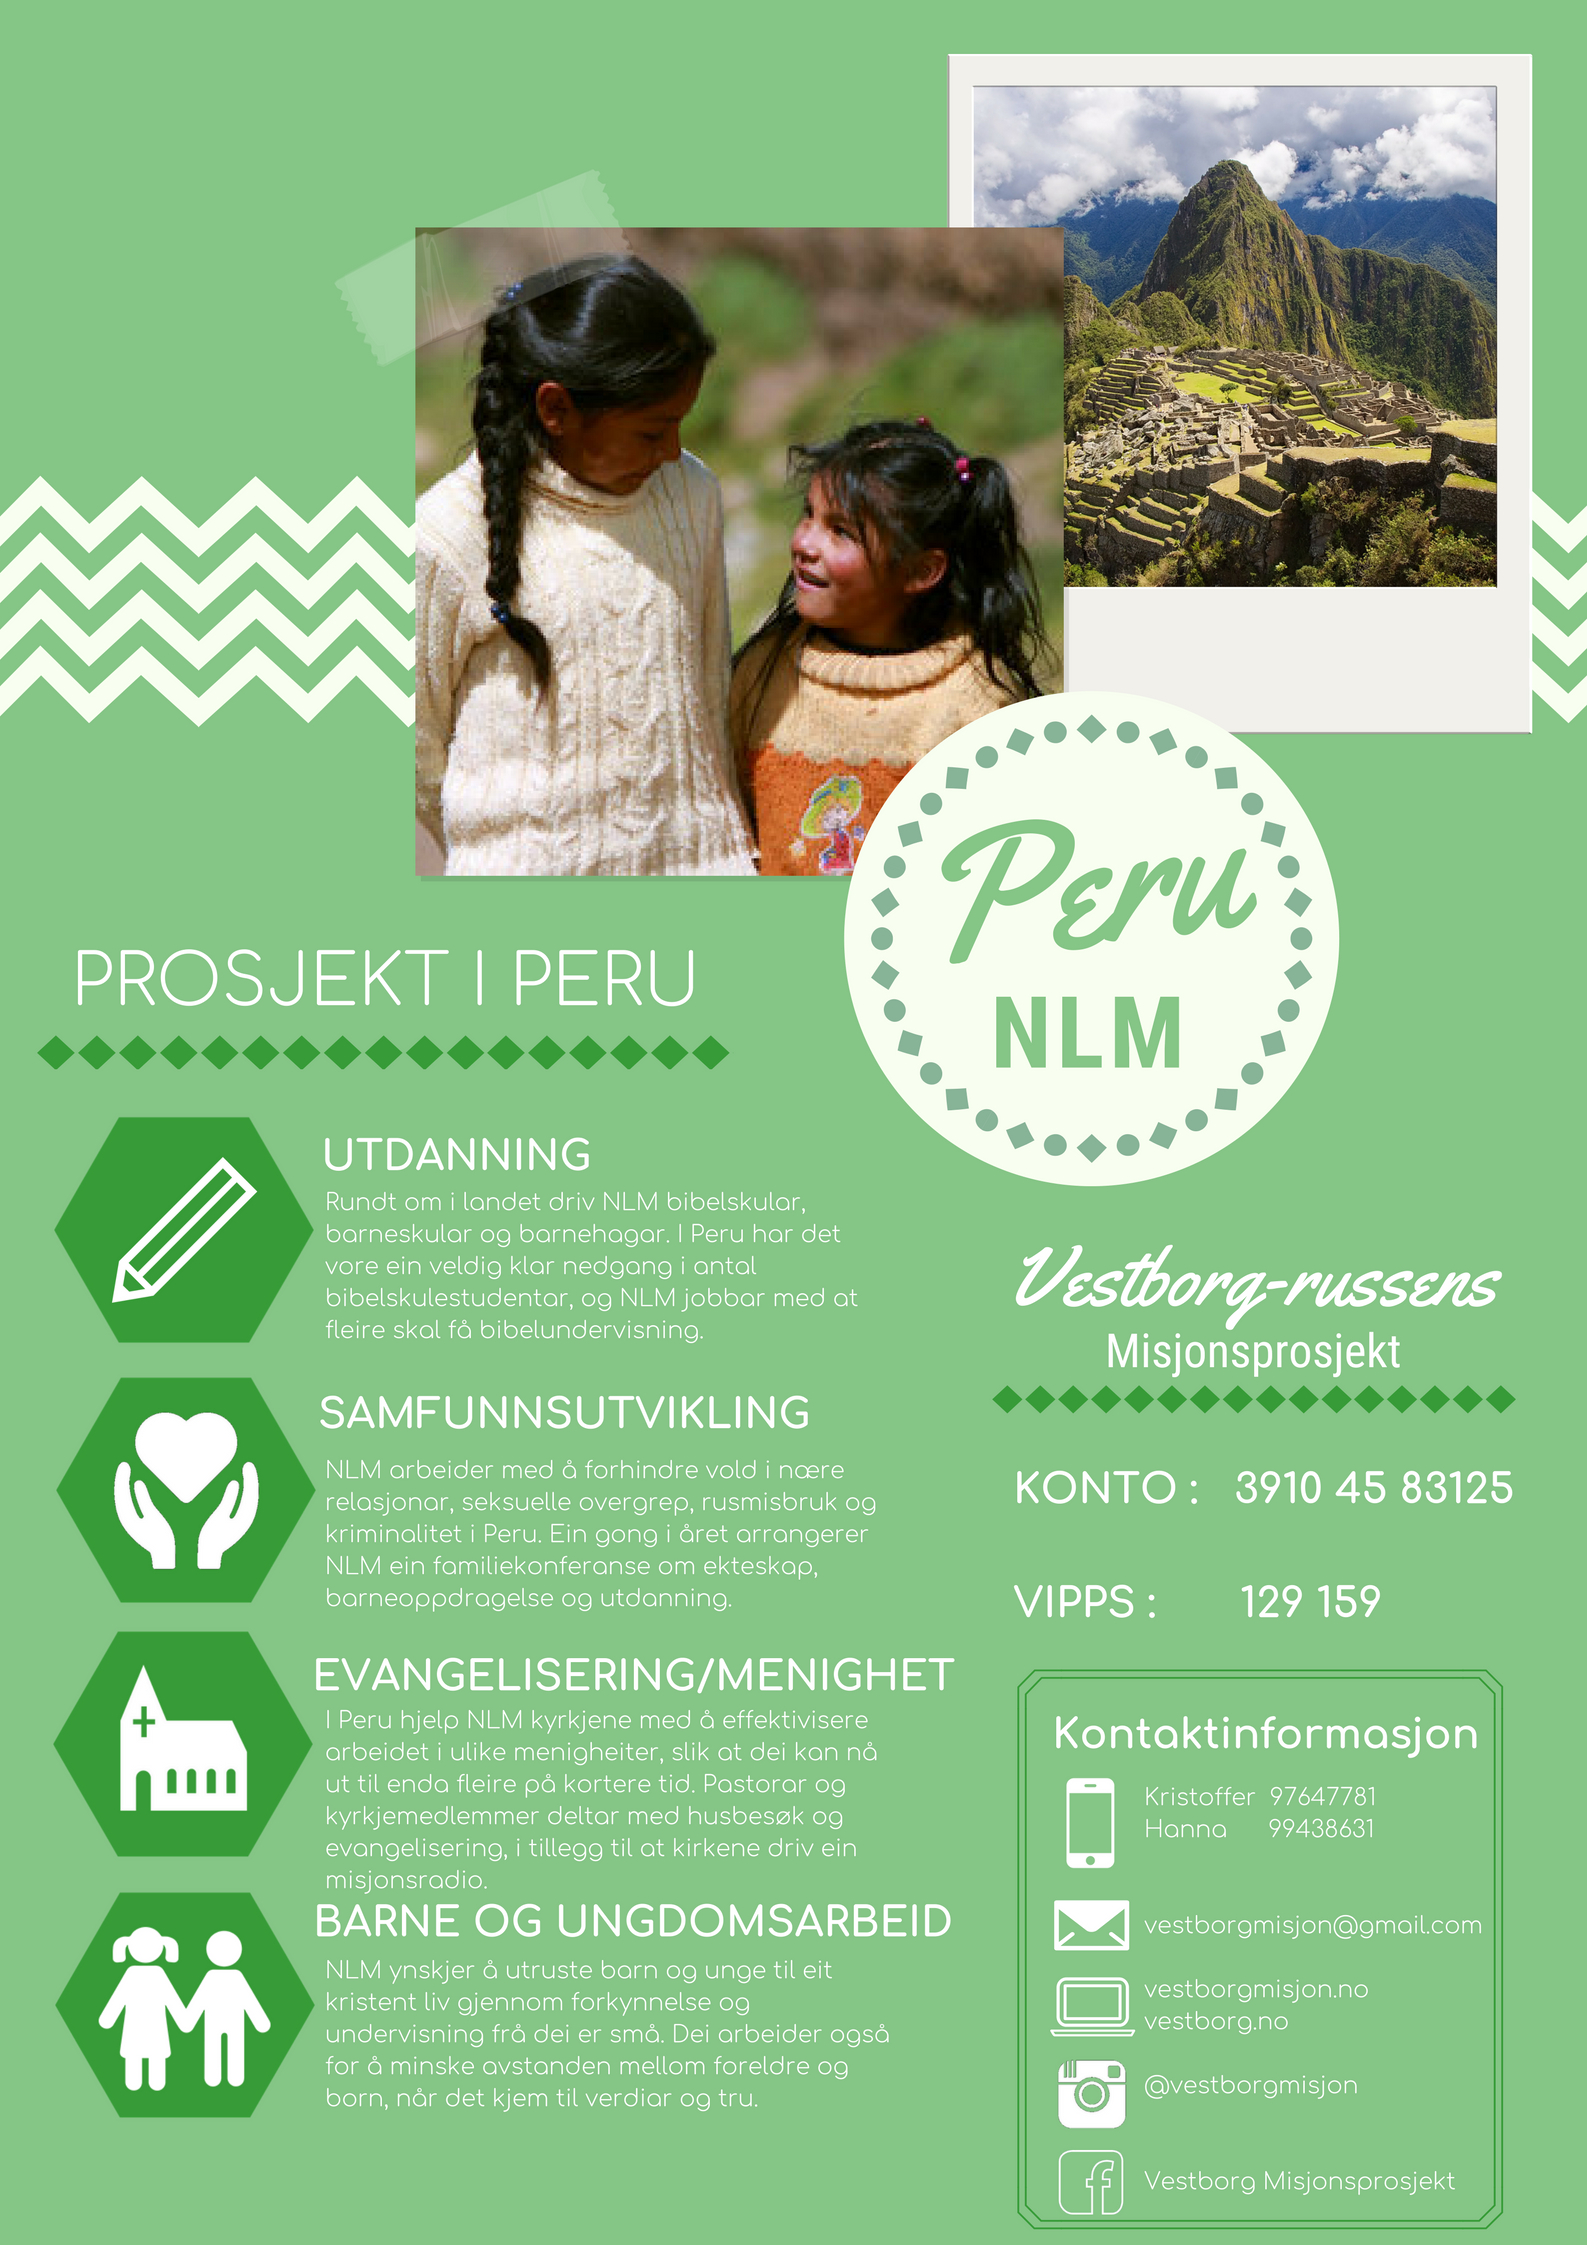 Peru
NLM
PROSJEKT I PERU
UTDANNING
Rundt om i landet driv NLM bibelskular,
barneskular og barnehagar. I Peru har det
vore ein veldig klar nedgang i antal
bibelskulestudentar, og NLM jobbar med at
fleire skal få bibelundervisning.
SAMFUNNSUTVIKLING
NLM arbeider med å forhindre vold i nære
relasjonar, seksuelle overgrep, rusmisbruk og
kriminalitet i Peru. Ein gong i året arrangerer
NLM ein familiekonferanse om ekteskap,
barneoppdragelse og utdanning.
EVANGELISERING/MENIGHET
I Peru hjelp NLM kyrkjene med å effektivisere
arbeidet i ulike menigheiter, slik at dei kan nå
ut til enda fleire på kortere tid. Pastorar og
kyrkjemedlemmer deltar med husbesøk og
evangelisering, i tillegg til at kirkene driv ein
misjonsradio.
BARNE OG UNGDOMSARBEID
NLM ynskjer å utruste barn og unge til eit
kristent liv gjennom forkynnelse og
undervisning frå dei er små. Dei arbeider også
for å minske avstanden mellom foreldre og
born, når det kjem til verdiar og tru.
Vestborg-russens
Misjonsprosjekt
KONTO : 3910 45 83125
VIPPS : 129 159
Kontaktinformasjon
Kristoffer 97647781
Hanna 99438631
vestborgmisjon@gmail.com
vestborgmisjon.no
vestborg.no
@vestborgmisjon
Vestborg Misjonsprosjekt